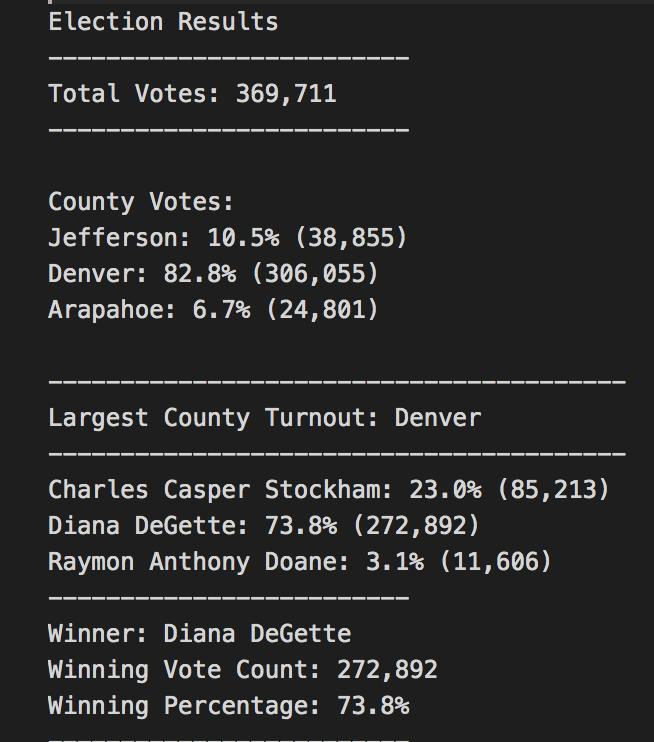 Election Results
-------------------------
Total Votes: 369,711
-------------------------

County Votes:
Jefferson: 10.5% (38,855)
Denver: 82.8% (306,055)
Arapahoe: 6.7% (24,801)

----------------------------------------
Largest County Turnout: Denver
----------------------------------------
Charles Casper Stockham: 23.0% (85,213)
Diana DeGette: 73.8% (272,892)
Raymon Anthony Doane: 3.1% (11,606)
-------------------------
Winner: Diana DeGette
Winning Vote Count: 272,892
Winning Percentage: 73.8%
-------------------------